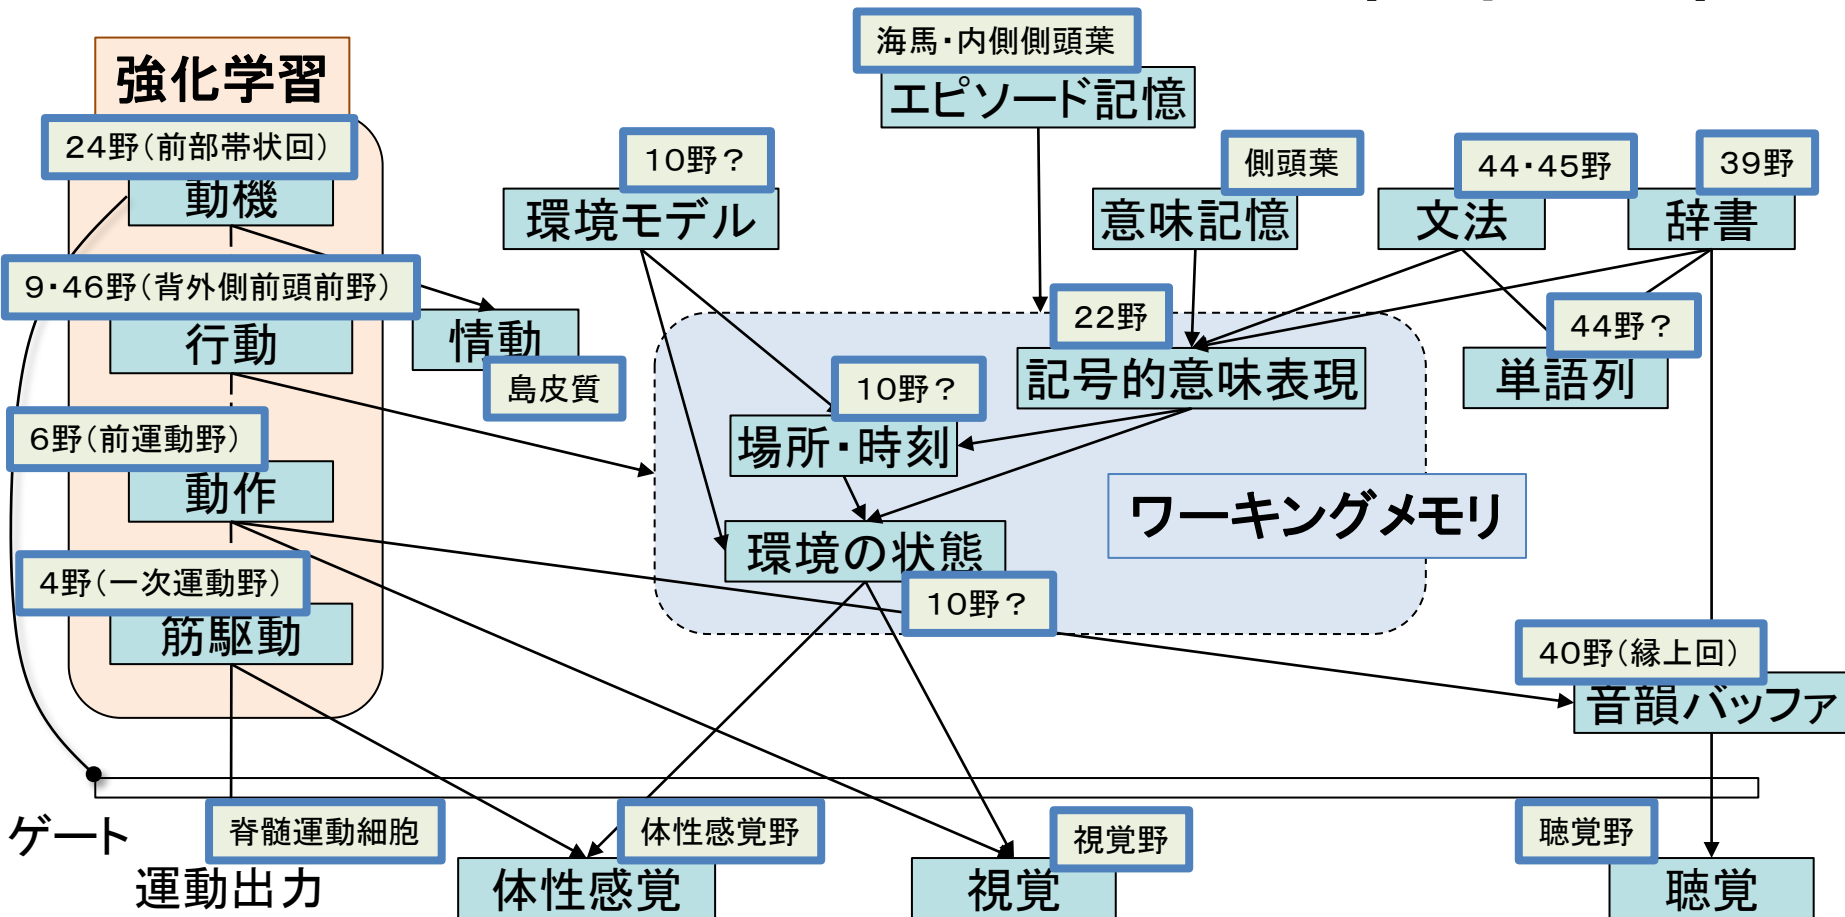 海馬・内側側頭葉
エピソード記憶
強化学習
24野(前部帯状回)
動機
10野?
環境モデル
側頭葉
意味記憶
44・45野
文法
39野
辞書
9・46野(背外側前頭前野)
行動
情動
島皮質
22野
記号的意味表現
44野?
単語列
10野?
場所・時刻
6野(前運動野)
動作
ワーキングメモリ
環境の状態
10野?
4野(一次運動野)
筋駆動
40野(縁上回)
音韻バッファ
ゲート
脊髄運動細胞
運動出力
体性感覚野
体性感覚
視覚野
視覚
聴覚野
聴覚